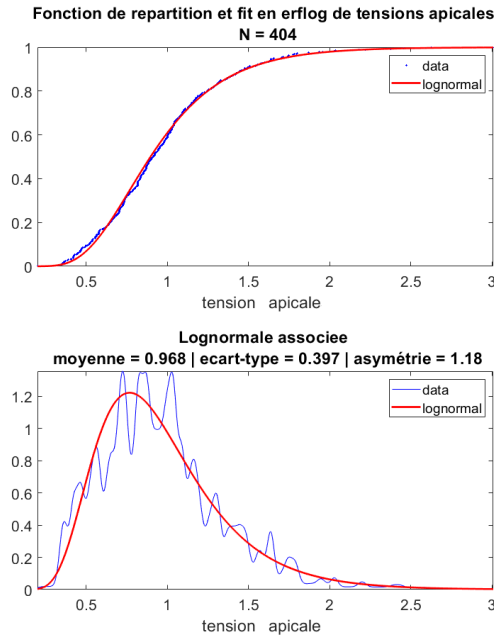 Fonction de repartition et fit en erflog de tensions apicales
N = 404
1
0.8
0.6
0.4
0.2
0
data
lognormal
0.5 1 1.5 2 2.5 3
tension apicale
Lognormale associee
moyenne = 0.968 | ecart-type = 0.397 | asymétrie = 1.18
1.2
1
0.8
0.6
0.4
0.2
0
data
lognormal
0.5 1 1.5 2 2.5 3
tension apicale